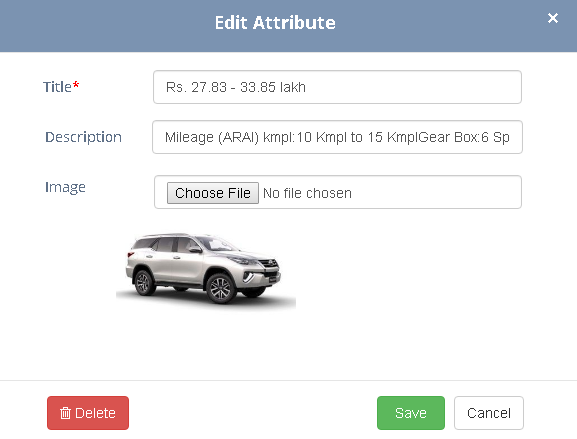 Edit Attribute ×
Title* Rs. 27.83 - 33.85 lakh
Description Mileage (ARAI) kmpl:10 Kmpl to 15 KmplGear Box:6 Sp
Image Choose File No file chosen
Delete Save Cancel